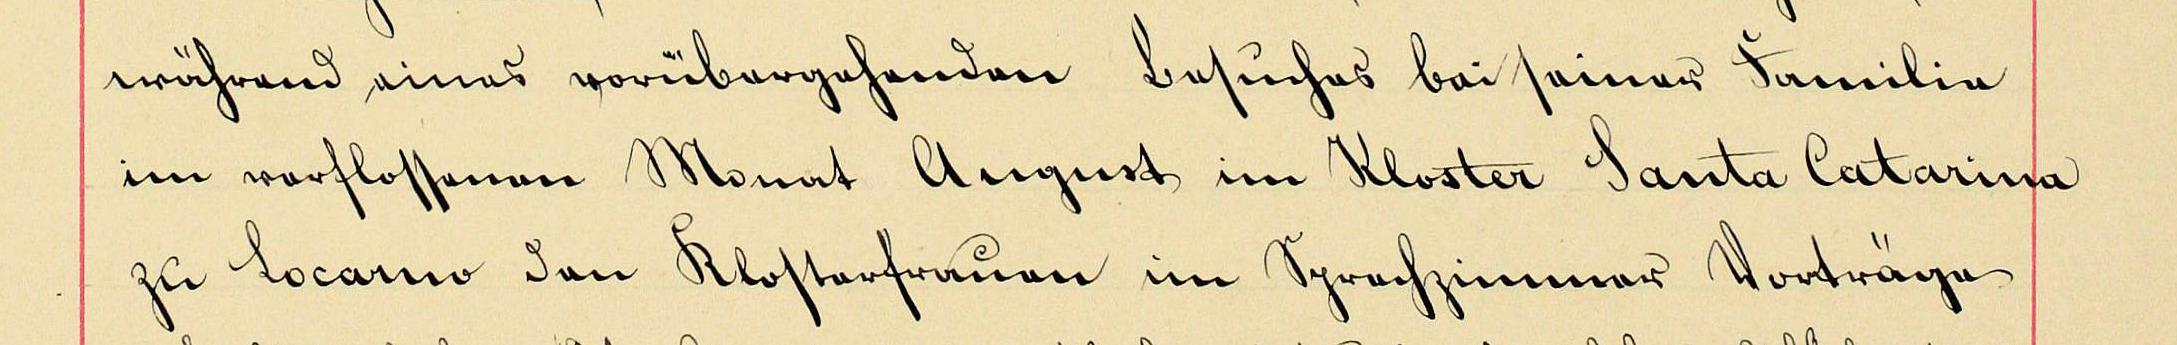 während eines vorübergehenden Besuches bei seiner Familie
im verflossenen Monat August im Kloster Santa Catarina
zu Locarno den Klosterfrauen im Sprechzimmer Vorträge